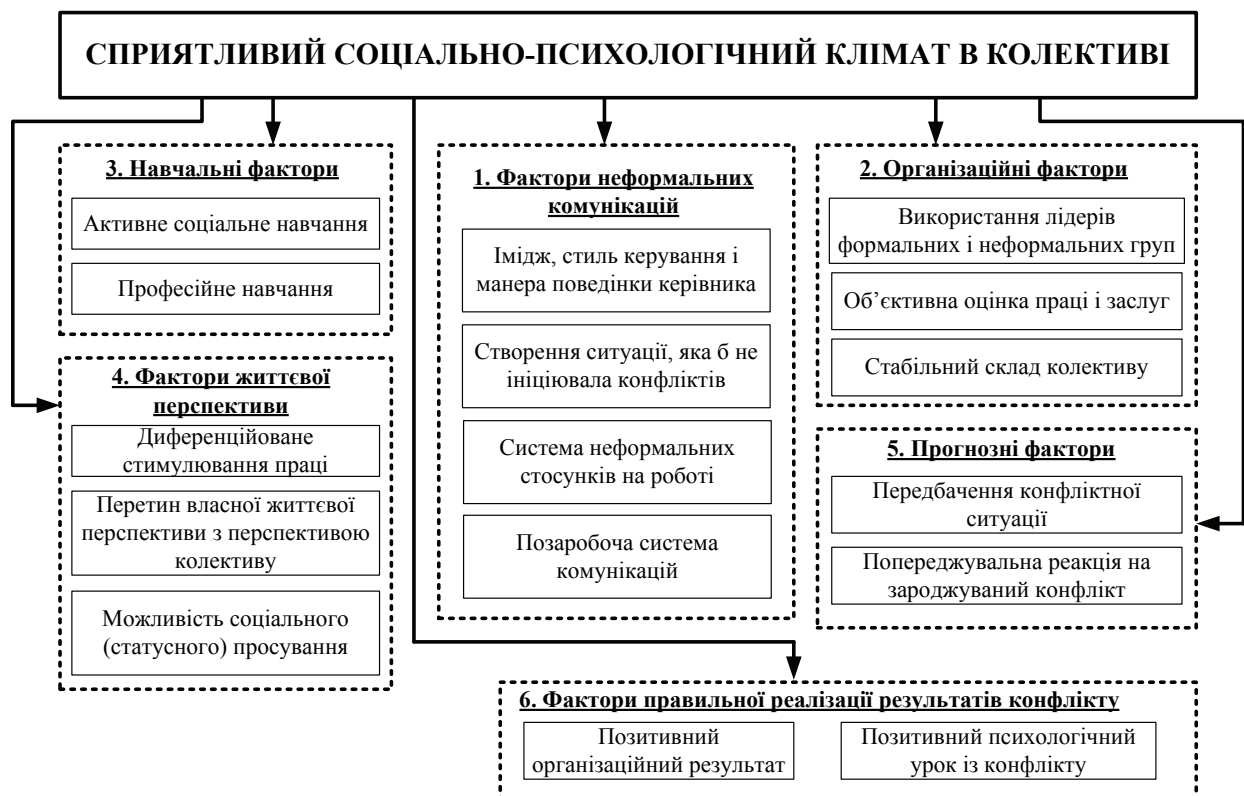 СПРИЯТЛИВИЙ СОЦІАЛЬНО-ПСИХОЛОГІЧНИЙ КЛІМАТ В КОЛЕКТИВІ
3. Навчальні фактори
Активне соціальне навчання
Професійне навчання
4. Фактори життєвої
перспективи
Диференційоване
стимулювання праці
Перетин власної життєвої
перспективи з перспективою
колективу
Можливість соціального
(статусного) просування
1. Фактори неформальних
комунікацій
Імідж, стиль керування і
манера поведінки керівника
Створення ситуації, яка б не
ініціювала конфліктів
Система неформальних
стосунків на роботі
Позаробоча система
комунікацій
2. Організаційні фактори
Використання лідерів
формальних і неформальних груп
Об’єктивна оцінка праці і заслуг
Стабільний склад колективу
5. Прогнозні фактори
Передбачення конфліктної
ситуації
Попереджувальна реакція на
зароджуваний конфлікт
6. Фактори правильної реалізації результатів конфлікту
Позитивний
організаційний результат
Позитивний психологічний
урок із конфлікту